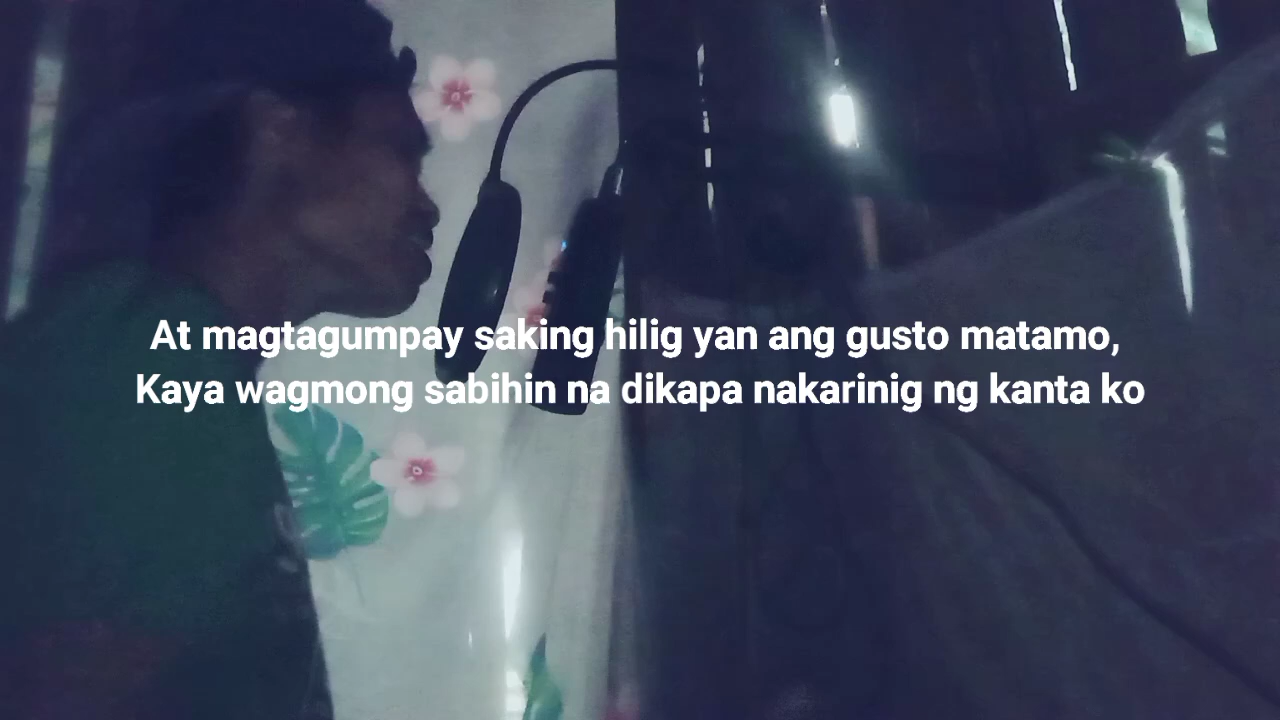 At magtagumpay saking hilig yan ang gusto matamo,
Kaya wagmong sabihin na dikapa nakarinig ng kanta ko